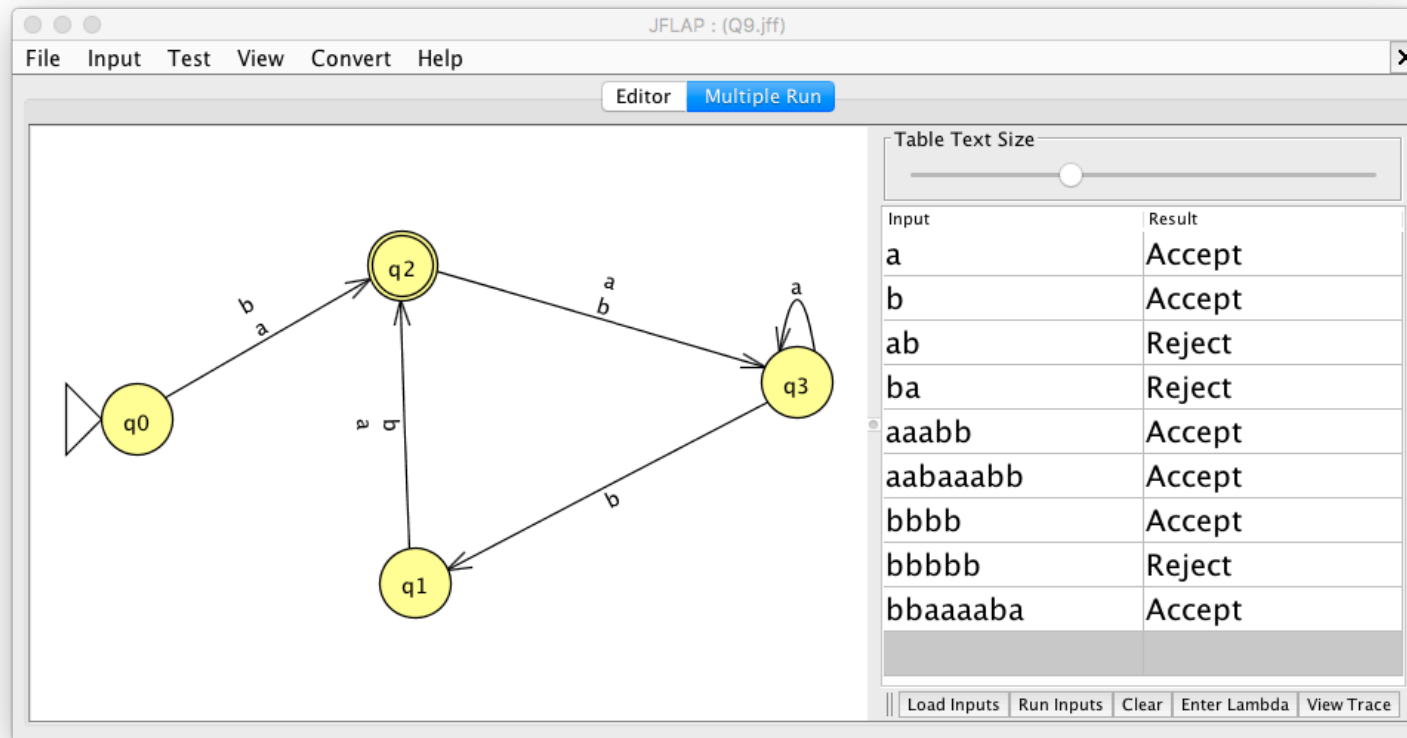 JFLAP : (Q9.jff)
File Input Test View Convert Help
Editor Multiple Run
q0
q1
q2
q3
b
a
a
b
a
b
a
b
Table Text Size
Input Result
a Accept
b Accept
ab Reject
ba Reject
aaabb Accept
aabaaabb Accept
bbbb Accept
bbbbb Reject
bbaaaaba Accept
Load Inputs Run Inputs Clear Enter Lambda View Trace